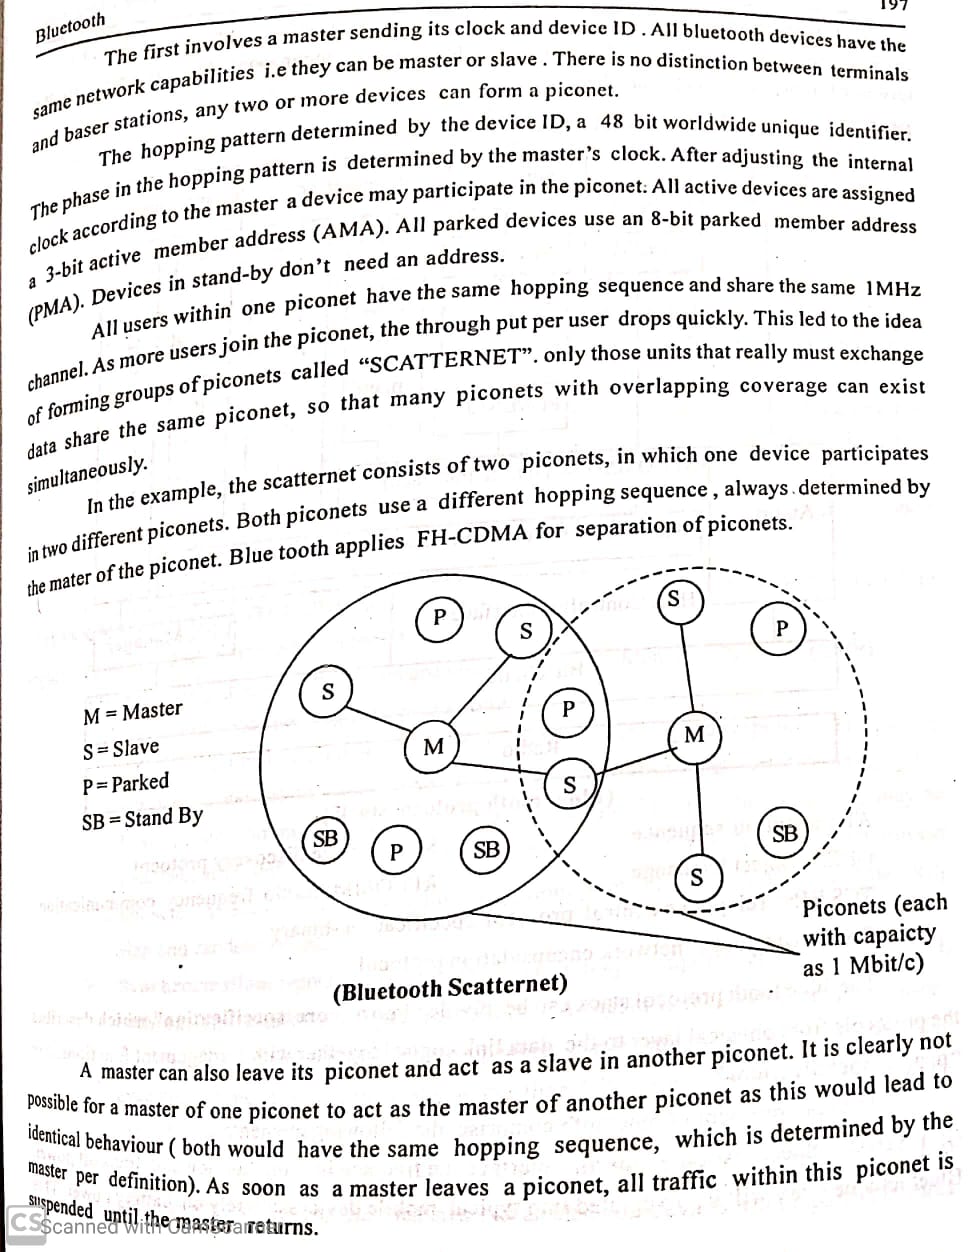 197
Bluetooth
The first involves a master sending its clock and device ID . All bluetooth devices have the
same network capabilities i.e they can be master or slave . There is no distinction between terminals
and baser stations, any two or more devices can form a piconet.
The hopping pattern determined by the device ID, a 48 bit worldwide unique identifier.
The phase in the hopping pattern is determined by the master's clock. After adjusting the internal
clock according to the master a device may participate in the piconet. All active devices are assigned
a 3-bit active member address (AMA). All parked devices use an 8-bit parked member address
(PMA). Devices in stand-by don't need an address.
All users within one piconet have the same hopping sequence and share the same 1MHz
channel. As more users join the piconet, the through put per user drops quickly. This led to the idea
of forming groups of piconets called “SCATTERNET”. only those units that really must exchange
data share the same piconet, so that many piconets with overlapping coverage can exist
simultaneously.
In the example, the scatternet consists of two piconets, in which one device participates
in two different piconets. Both piconets use a different hopping sequence , always determined by
the mater of the piconet. Blue tooth applies FH-CDMA for separation of piconets.
S
P
S
P
S
P
M = Master
M
M
S = Slave
S
P = Parked
SB = Stand By
SB
P
SB
SB
S
Piconets (each
with capaicty
as 1 Mbit/c)
(Bluetooth Scatternet)
A master can also leave its piconet and act as a slave in another piconet. It is clearly not
possible for a master of one piconet to act as the master of another piconet as this would lead to
identical behaviour ( both would have the same hopping sequence, which is determined by the
master per definition). As soon as a master leaves a piconet, all traffic within this piconet is
suspended until the master returns.
CS Scanned with CamScanner